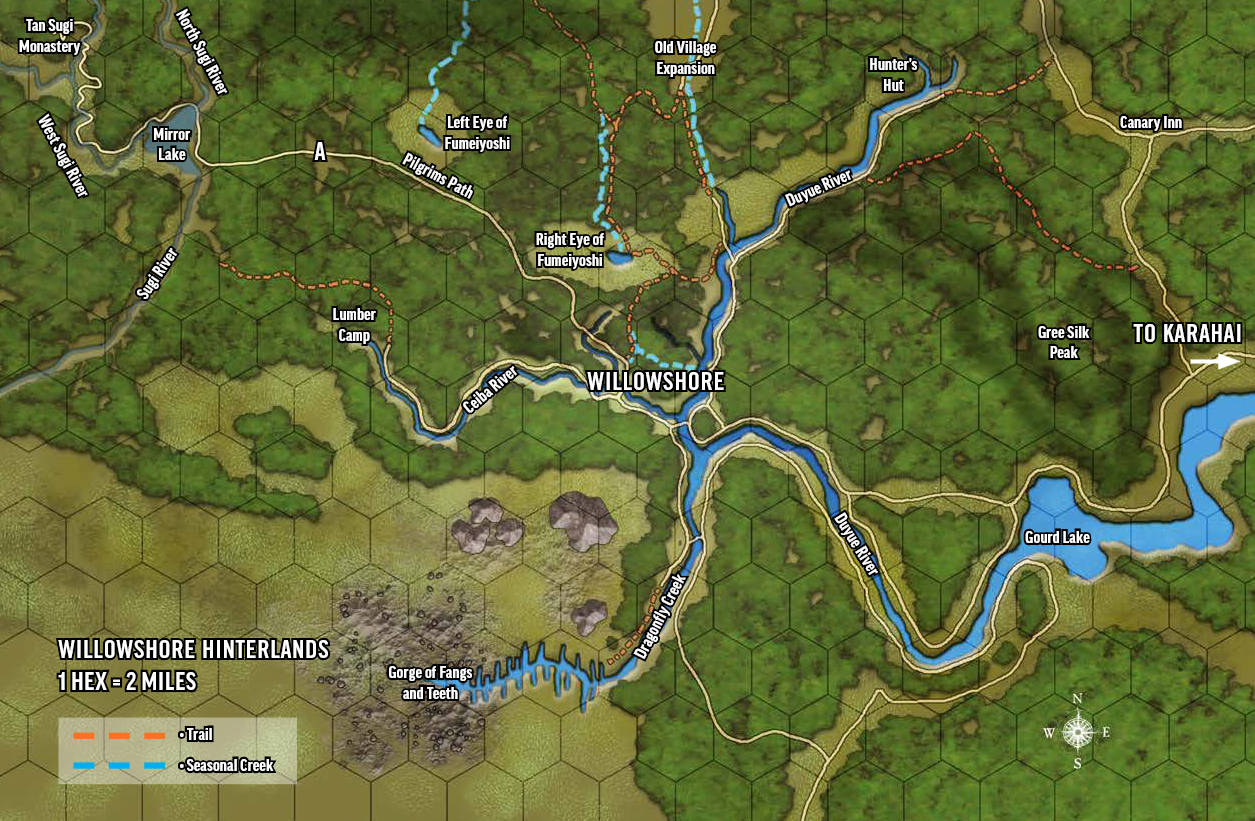 Tan Sugi
Monastery
North Sugi River
Old Village
Expansion
Hunter's
Hut
Left Eye of
Fumeiyoshi
Canary Inn
West Sugi River
Mirror
Lake
A
Pilgrims Path
Duyue River
Right Eye of
Fumeiyoshi
Sugi River
Lumber
Camp
Gree Silk
Peak
TO KARAHAI
WILLOWSHORE
Ceiba River
Duyue River
Gourd Lake
Dragonfly Creek
WILLOWSHORE HINTERLANDS
1 HEX = 2 MILES
Gorge of Fangs
and Teeth
• Trail
• Seasonal Creek
N
W E
S